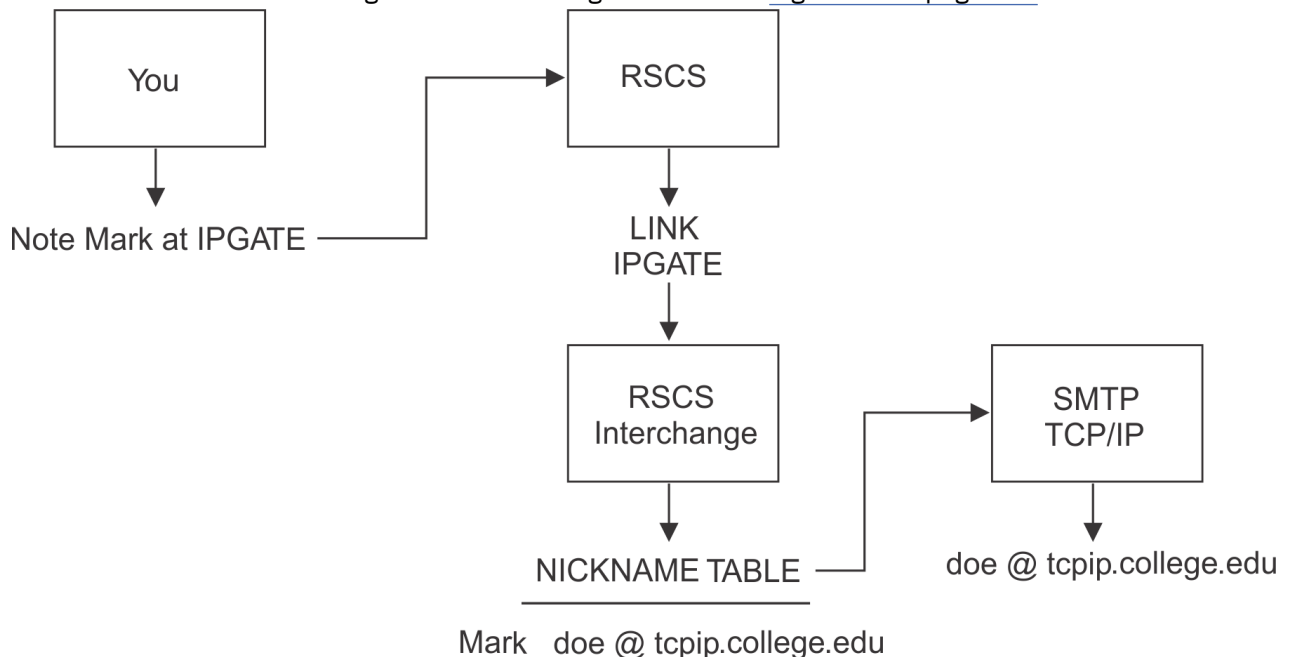 You
RSCS
Note Mark at IPGATE
LINK
IPGATE
RSCS
Interchange
SMTP
TCP/IP
NICKNAME TABLE
doe @ tcpip.college.edu
Mark doe @ tcpip.college.edu